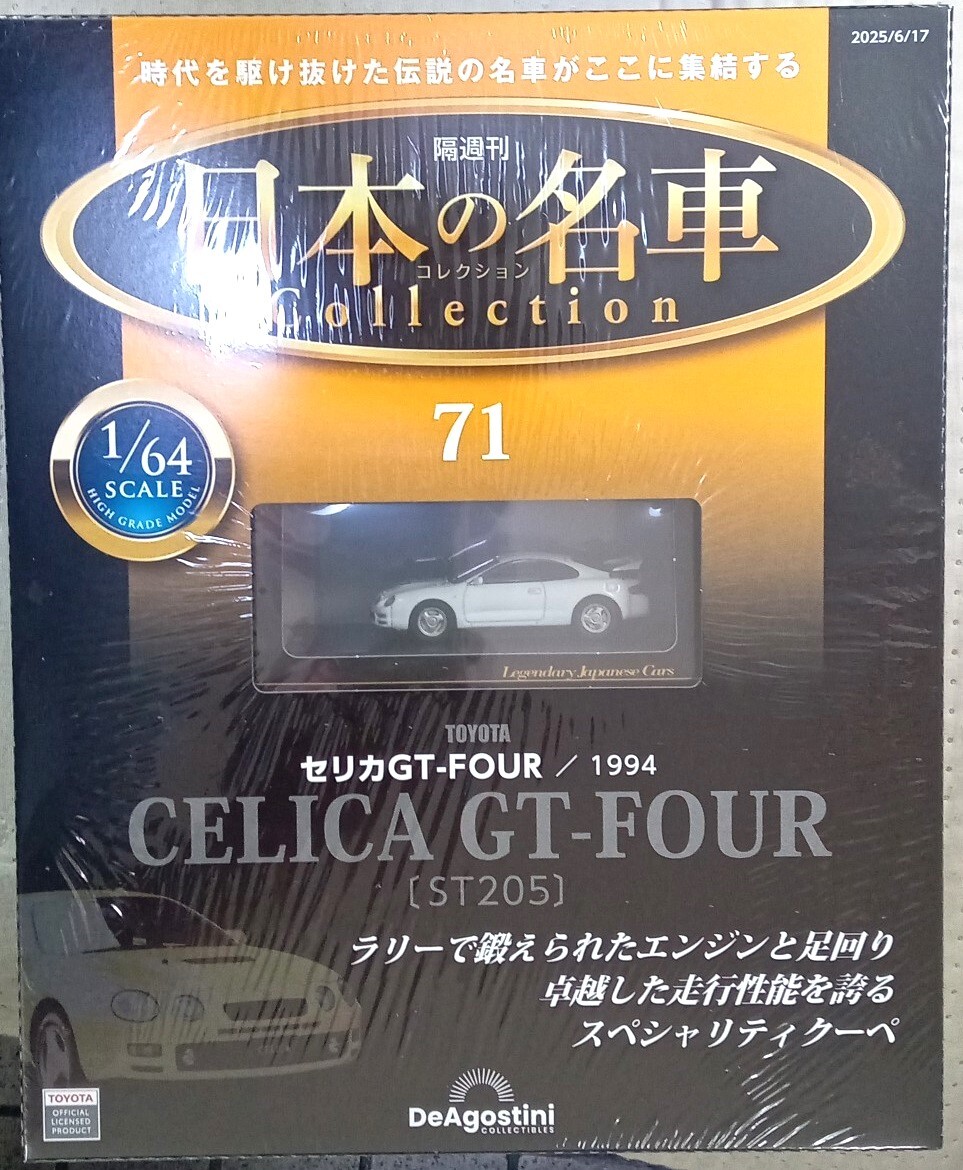 2025/6/17
時代を駆け抜けた伝説の名車がここに集結する
隔週刊
日本の名車
コレクション
Collection
71
1/64
SCALE
HIGH GRADE MODEL
Legendary Japanese Cars
TOYOTA
セリカGT-FOUR / 1994
CELICA GT-FOUR
〔ST205〕
ラリーで鍛えられたエンジンと足回り
卓越した走行性能を誇る
スペシャリティクーペ
TOYOTA
OFFICIAL
LICENSED
PRODUCT
DeAgostini
COLLECTIBLES